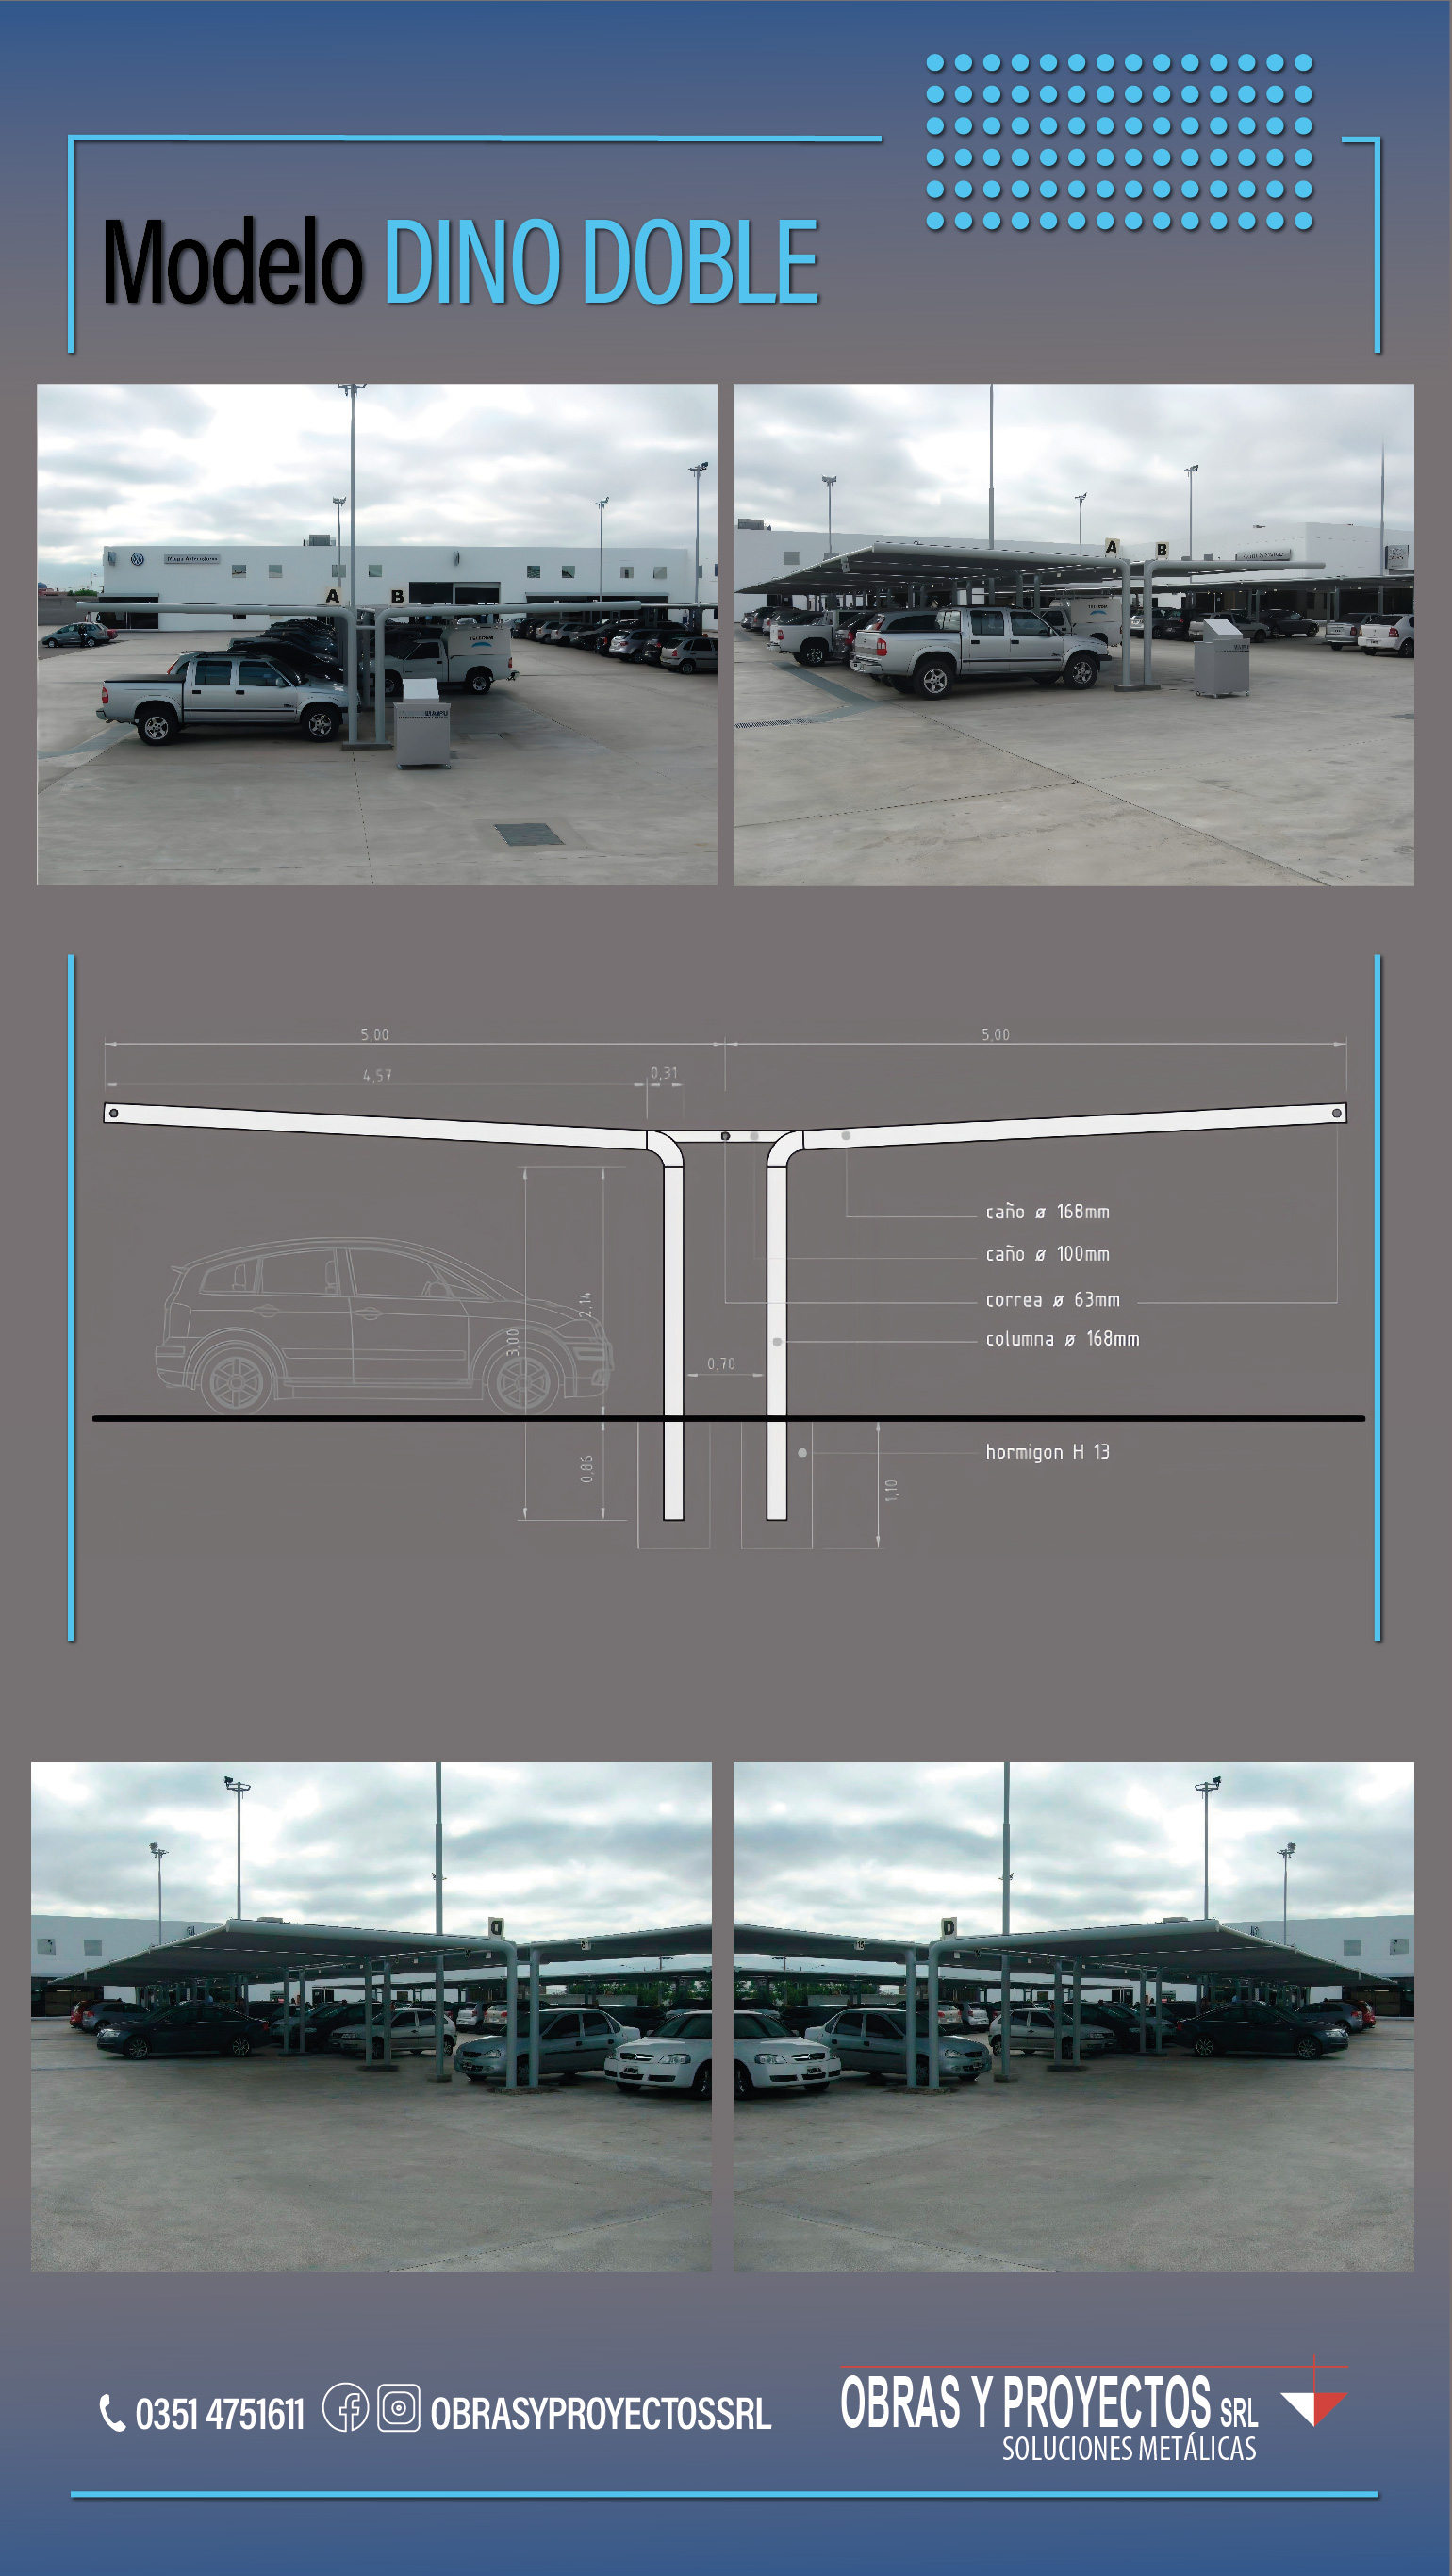 Modelo DINO DOBLE
A B
A B
5,00 5,00
4,57 0,31
caño ø 168mm
caño ø 100mm
correa ø 63mm
columna ø 168mm
2,14
3,00
0,70
0,86
hormigon H 13
1,10
D
D
0351 4751611 OBRASYPROYECTOSSRL
OBRAS Y PROYECTOS SRL
SOLUCIONES METÁLICAS